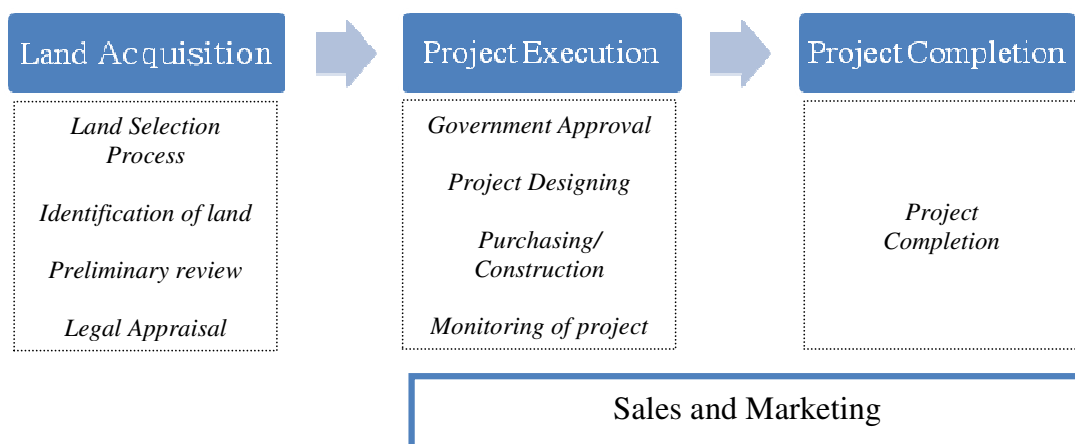 Land Acquisition
Project Execution
Project Completion
Land Selection
Process
Identification of land
Preliminary review
Legal Appraisal
Government Approval
Project Designing
Purchasing/
Construction
Monitoring of project
Project
Completion
Sales and Marketing